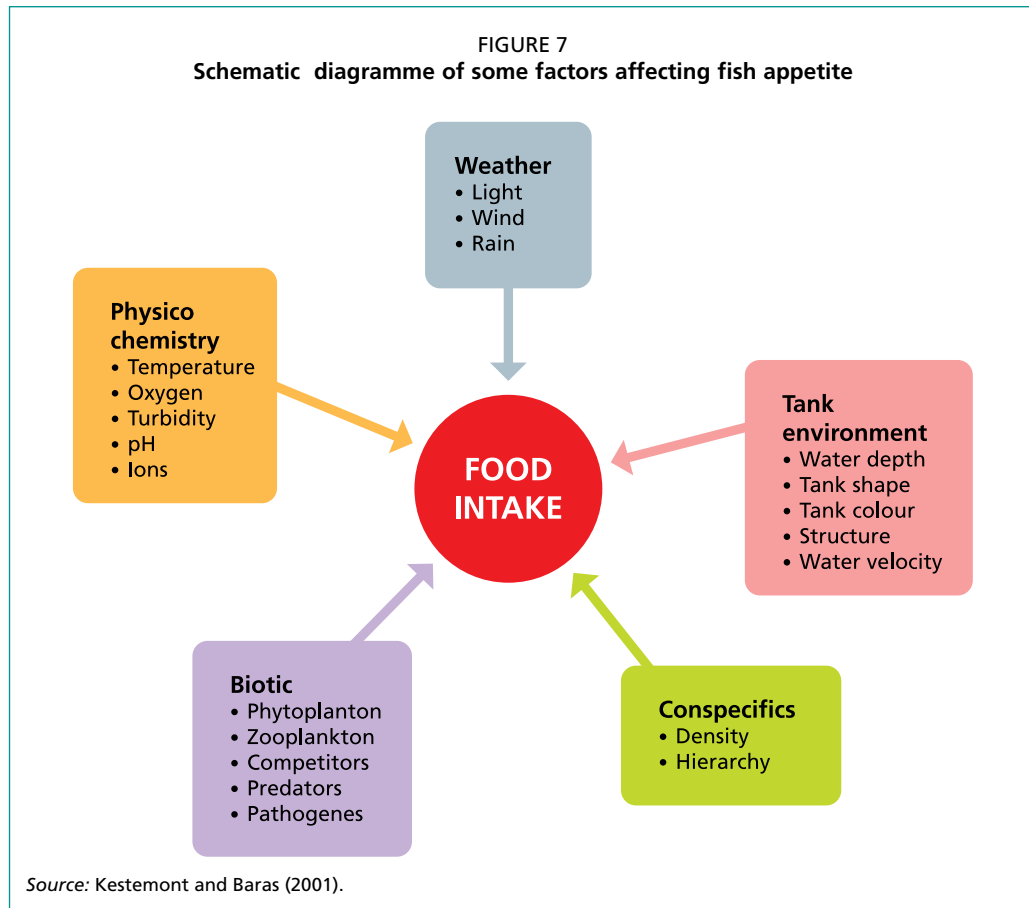 FIGURE 7
Schematic diagramme of some factors affecting fish appetite
Weather
• Light
• Wind
• Rain
Physico
chemistry
• Temperature
• Oxygen
• Turbidity
• pH
• Ions
Tank
environment
• Water depth
• Tank shape
• Tank colour
• Structure
• Water velocity
FOOD
INTAKE
Biotic
• Phytoplanton
• Zooplankton
• Competitors
• Predators
• Pathogenes
Conspecifics
• Density
• Hierarchy
Source: Kestemont and Baras (2001).